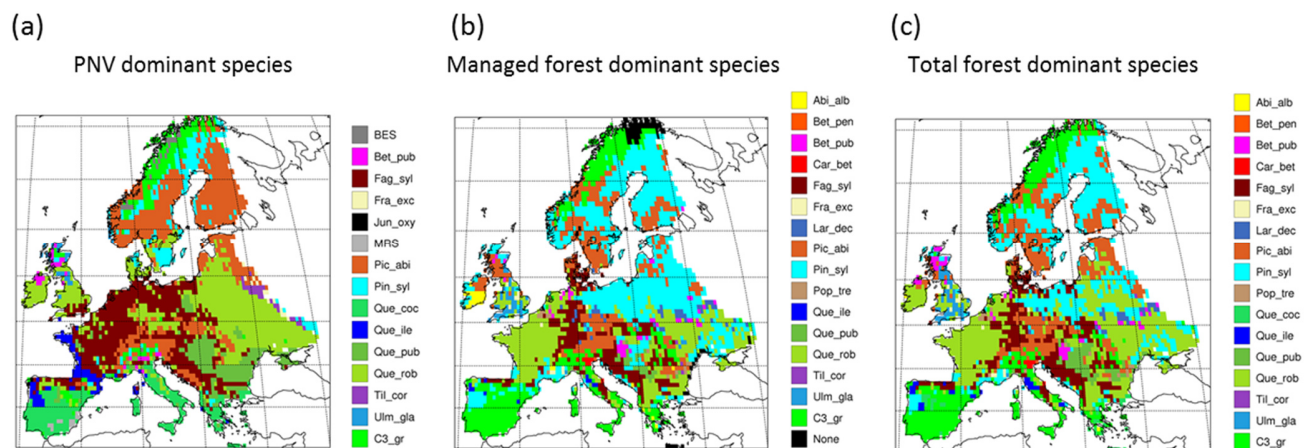 (a)
PNV dominant species
BES
Bet_pub
Fag_syl
Fra_exc
Jun_oxy
MRS
Pic_abi
Pin_syl
Que_coc
Que_ile
Que_pub
Que_rob
Til_cor
Ulm_gla
C3_gr
(b)
Managed forest dominant species
Abi_alb
Bet_pen
Bet_pub
Car_bet
Fag_syl
Fra_exc
Lar_dec
Pic_abi
Pin_syl
Pop_tre
Que_ile
Que_pub
Que_rob
Til_cor
Ulm_gla
C3_gr
None
(c)
Total forest dominant species
Abi_alb
Bet_pen
Bet_pub
Car_bet
Fag_syl
Fra_exc
Lar_dec
Pic_abi
Pin_syl
Pop_tre
Que_coc
Que_ile
Que_pub
Que_rob
Til_cor
Ulm_gla
C3_gr